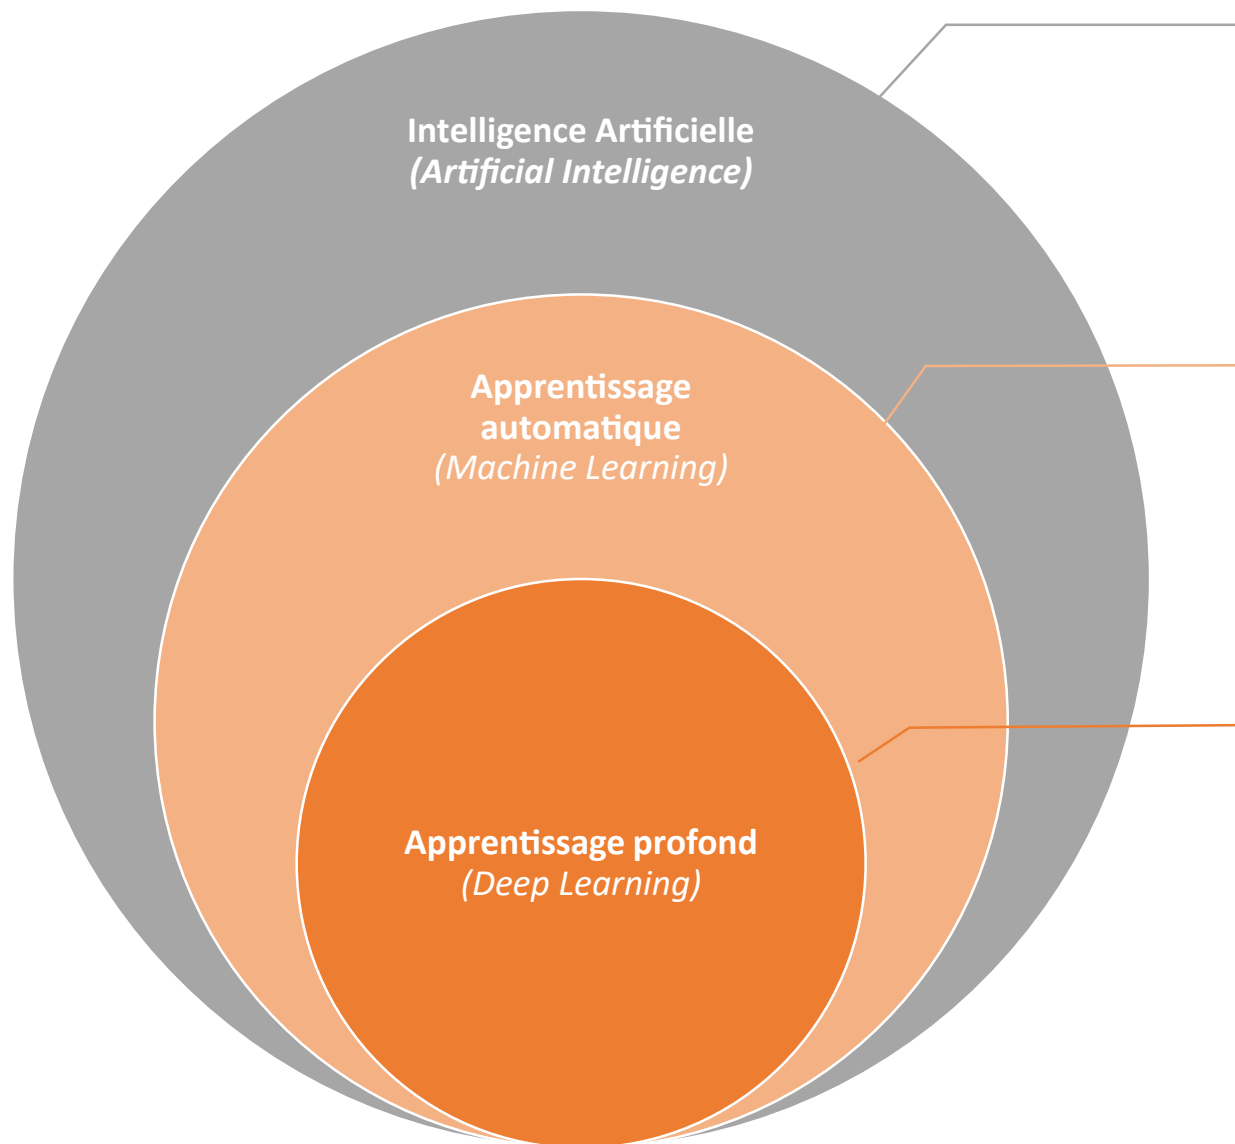 Intelligence Artificielle
(Artificial Intelligence)
Apprentissage
automatique
(Machine Learning)
Apprentissage profond
(Deep Learning)